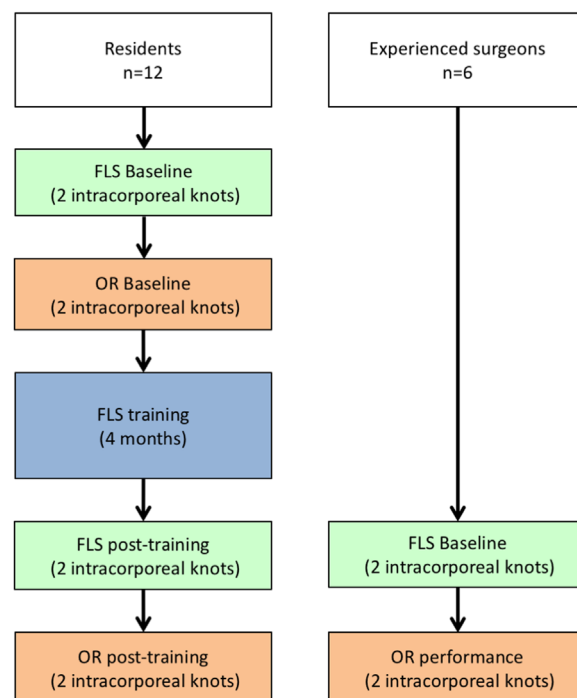 Residents
n=12
FLS Baseline
(2 intracorporeal knots)
OR Baseline
(2 intracorporeal knots)
FLS training
(4 months)
FLS post-training
(2 intracorporeal knots)
OR post-training
(2 intracorporeal knots)
Experienced surgeons
n=6
FLS Baseline
(2 intracorporeal knots)
OR performance
(2 intracorporeal knots)